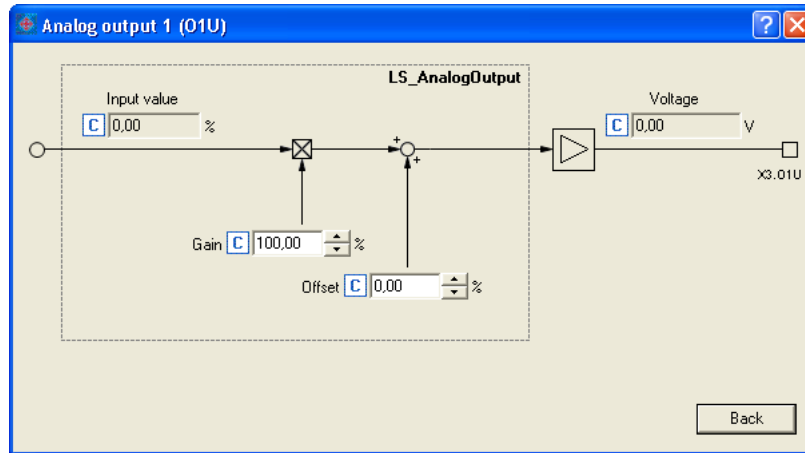 Analog output 1 (O1U)
LS_AnalogOutput
Input value
C 0,00 %
Voltage
C 0,00 V
+
+
X3.O1U
Gain C 100,00 %
Offset C 0,00 %
Back